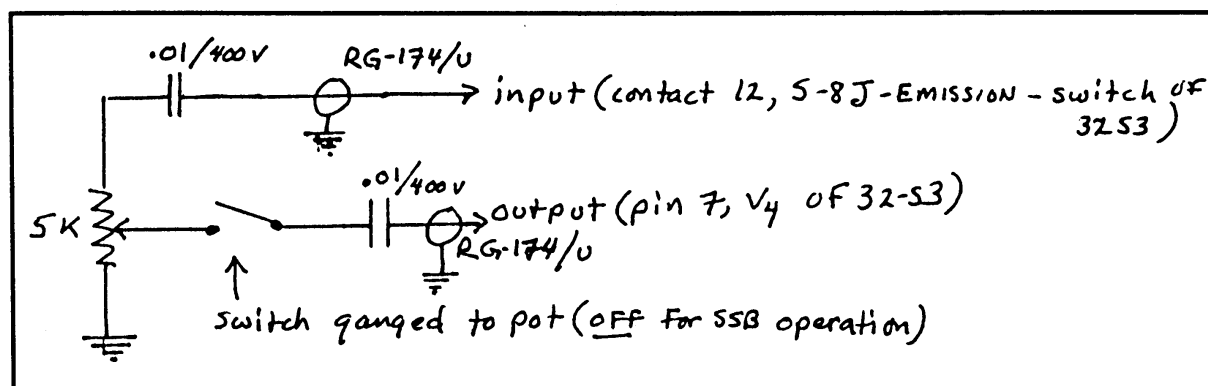 .01/400V
RG-174/U
input (contact 12, S-8J-EMISSION - switch of
32S3)
.01/400V
output (pin 7, V4 of 32-S3)
5K
RG-174/U
switch ganged to pot (OFF for SSB operation)